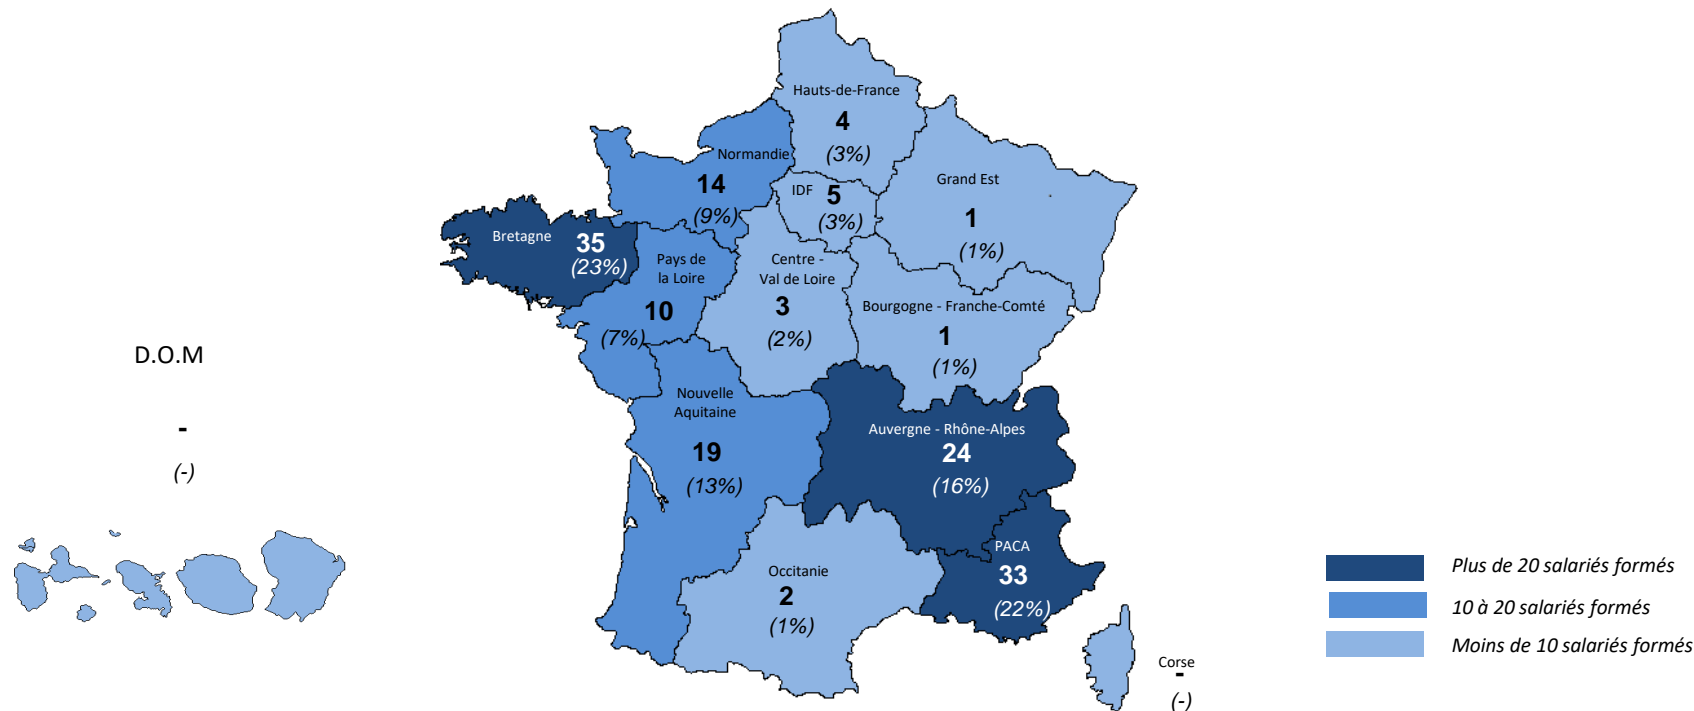 Hauts-de-France
4
(3%)
Normandie
14
(9%)
IDF 5
(3%)
Grand Est
1
(1%)
Bretagne 35
(23%)
Pays de
la Loire
10
(7%)
Centre -
Val de Loire
3
(2%)
Bourgogne - Franche-Comté
1
(1%)
D.O.M
-
(-)
Nouvelle
Aquitaine
19
(13%)
Auvergne - Rhône-Alpes
24
(16%)
PACA
33
(22%)
Occitanie
2
(1%)
Corse
-
(-)
Plus de 20 salariés formés
10 à 20 salariés formés
Moins de 10 salariés formés